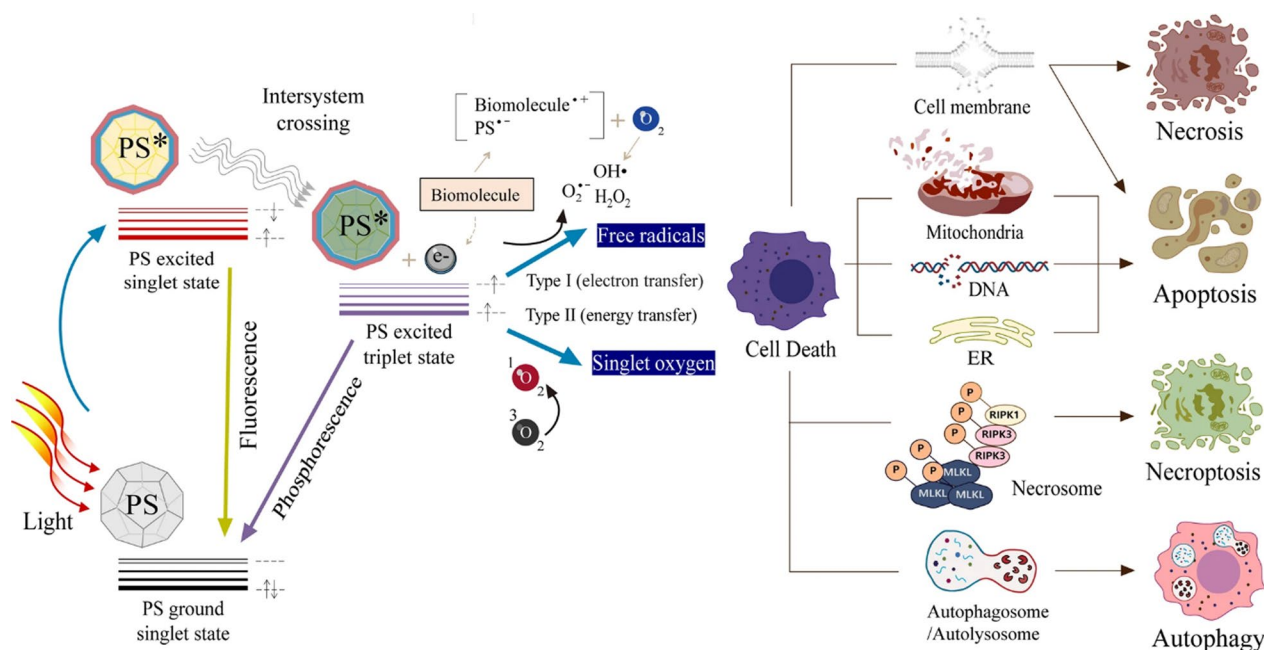 Intersystem
crossing
PS*
PS excited
singlet state
PS*
Biomolecule•+
PS•−
+
O2
OH•
H2O2
O2•−
Biomolecule
+
e-
Free radicals
Type I (electron transfer)
Type II (energy transfer)
Singlet oxygen
PS excited
triplet state
1O2
3O2
Fluorescence
Phosphorescence
Light
PS
PS ground
singlet state
Cell Death
Cell membrane
Mitochondria
DNA
ER
P
P
P
RIPK1
RIPK3
RIPK3
P
P
P
MLKL
MLKL
MLKL
Necrosome
Autophagosome
/Autolysosome
Necrosis
Apoptosis
Necroptosis
Autophagy